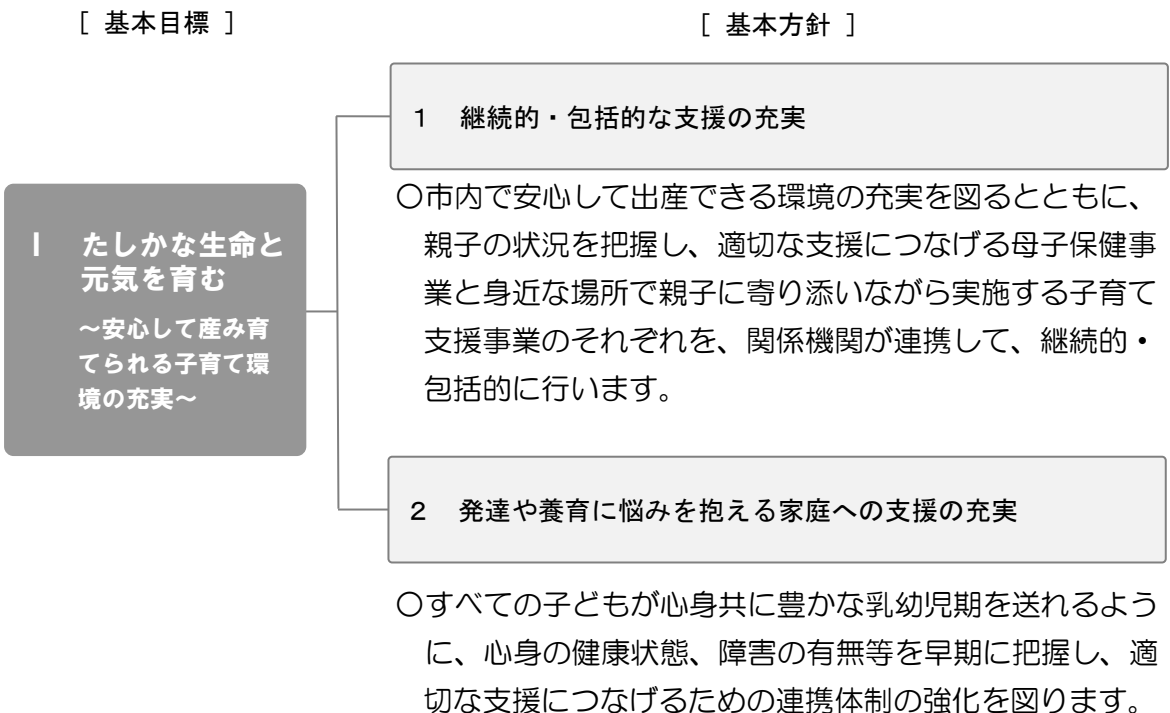 ［ 基本目標 ］
［ 基本方針 ］
Ⅰ　たしかな生命と
元気を育む
～安心して産み育
てられる子育て環
境の充実～
１　継続的・包括的な支援の充実
○市内で安心して出産できる環境の充実を図るとともに、
親子の状況を把握し、適切な支援につなげる母子保健事
業と身近な場所で親子に寄り添いながら実施する子育て
支援事業のそれぞれを、関係機関が連携して、継続的・
包括的に行います。
２　発達や養育に悩みを抱える家庭への支援の充実
○すべての子どもが心身共に豊かな乳幼児期を送れるよう
に、心身の健康状態、障害の有無等を早期に把握し、適
切な支援につなげるための連携体制の強化を図ります。